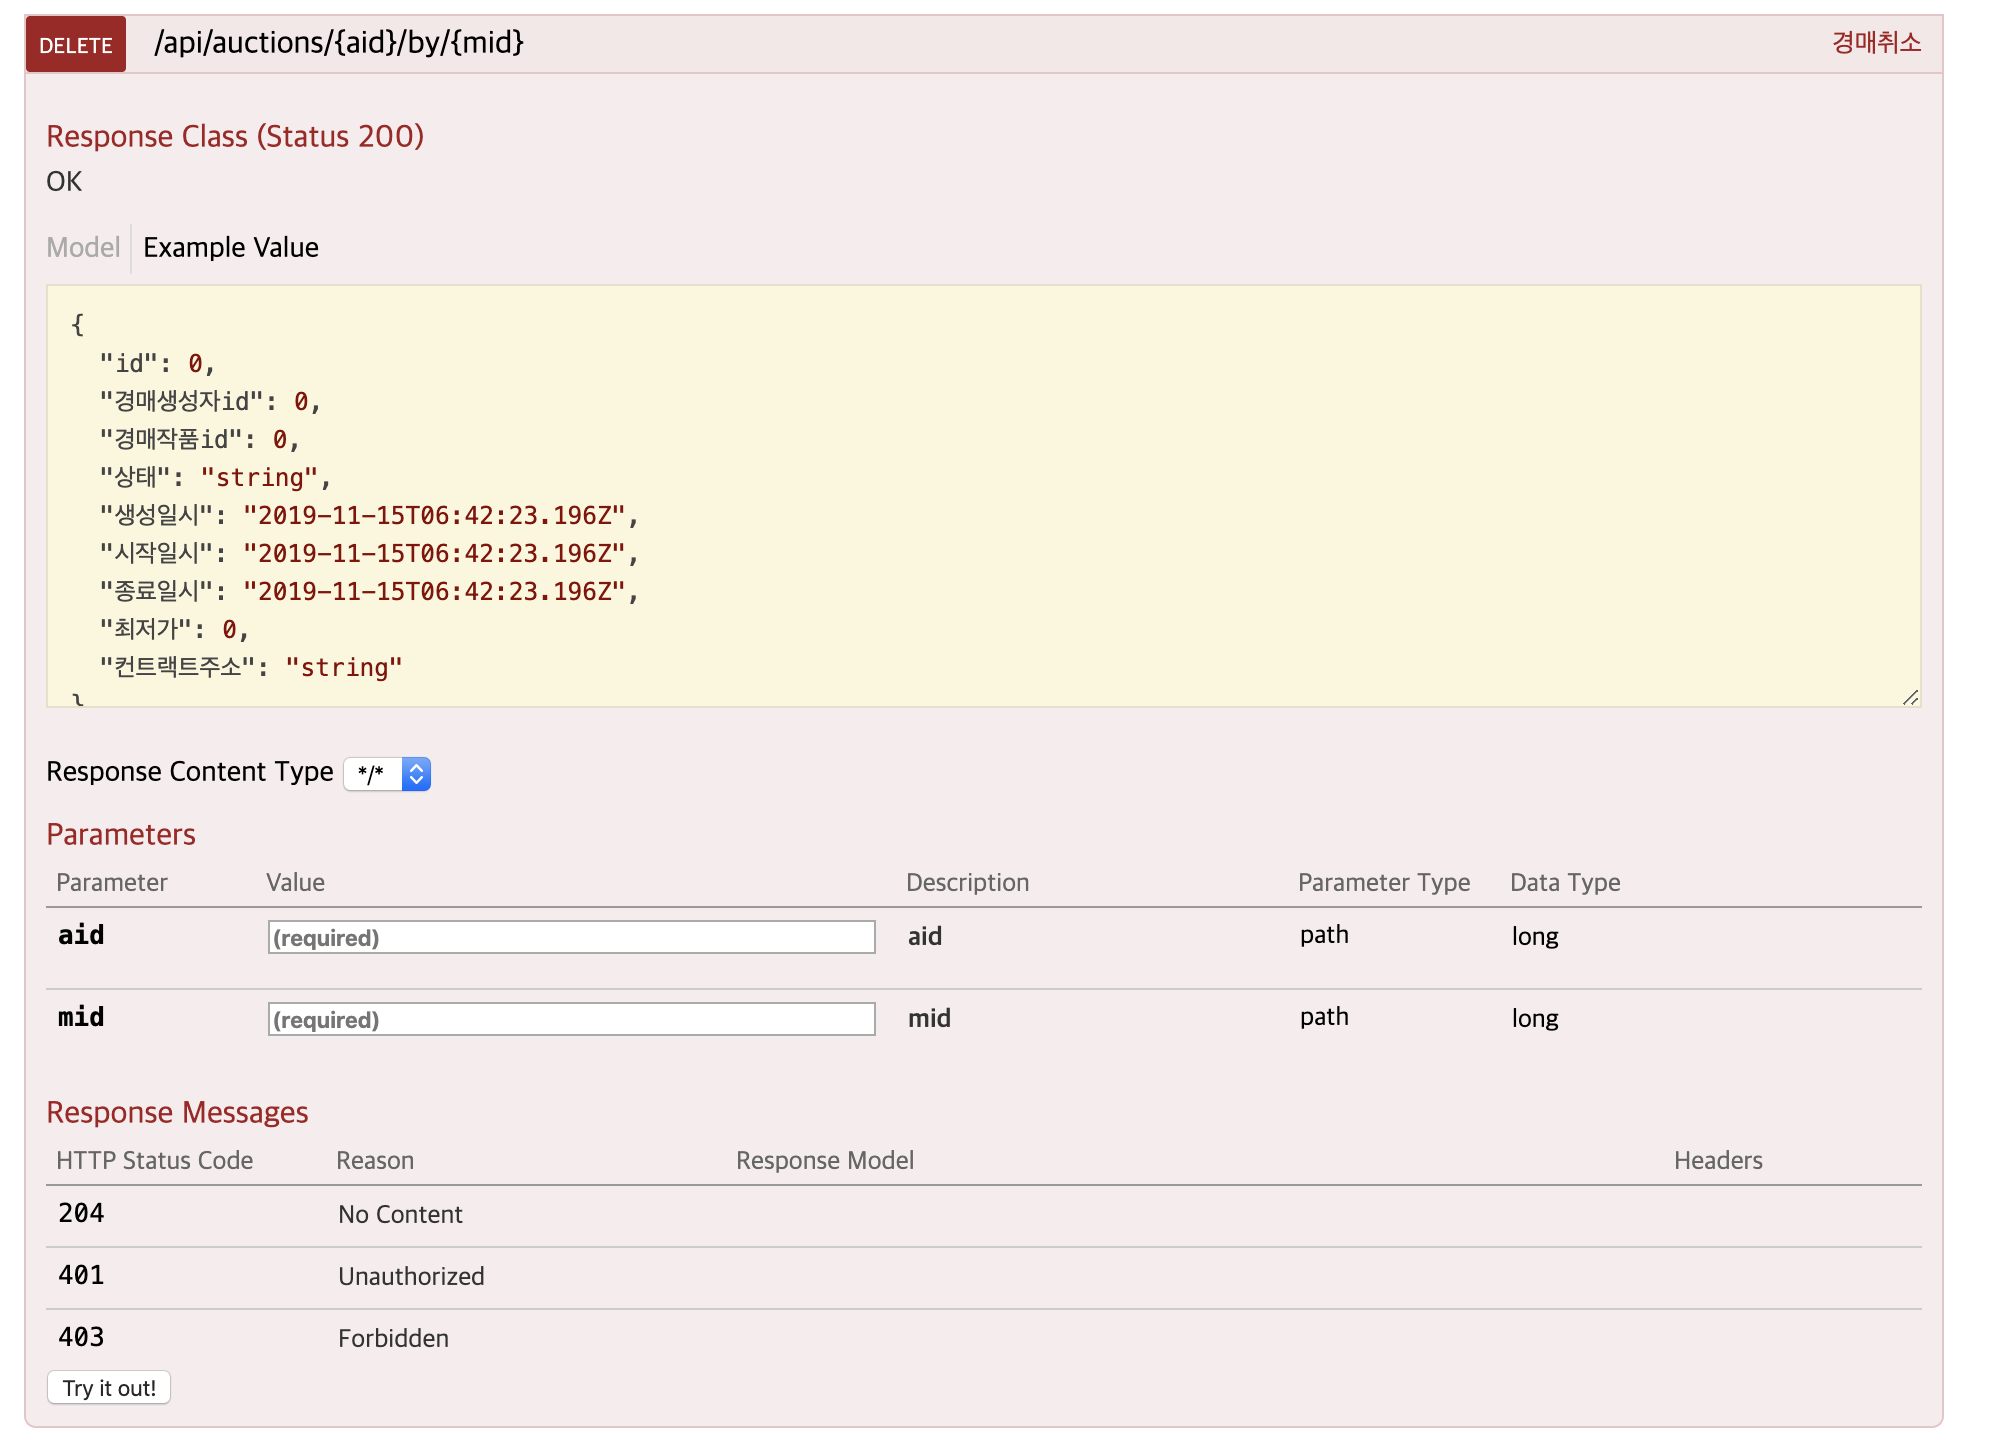 DELETE /api/auctions/{aid}/by/{mid} 경매취소
Response Class (Status 200)
OK
Model Example Value
{
"id": 0,
"경매생성자id": 0,
"경매작품id": 0,
"상태": "string",
"생성일시": "2019-11-15T06:42:23.196Z",
"시작일시": "2019-11-15T06:42:23.196Z",
"종료일시": "2019-11-15T06:42:23.196Z",
"최저가": 0,
"컨트랙트주소": "string"
}
Response Content Type */*
Parameters
Parameter Value Description Parameter Type Data Type
aid (required) aid path long
mid (required) mid path long
Response Messages
HTTP Status Code Reason Response Model Headers
204 No Content
401 Unauthorized
403 Forbidden
Try it out!